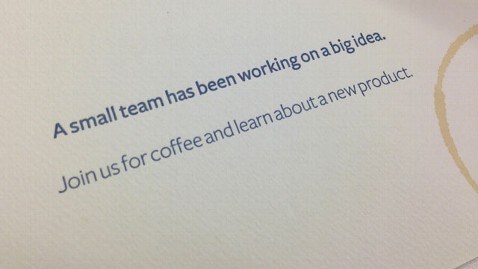 A small team has been working on a big idea.
Join us for coffee and learn about a new product.